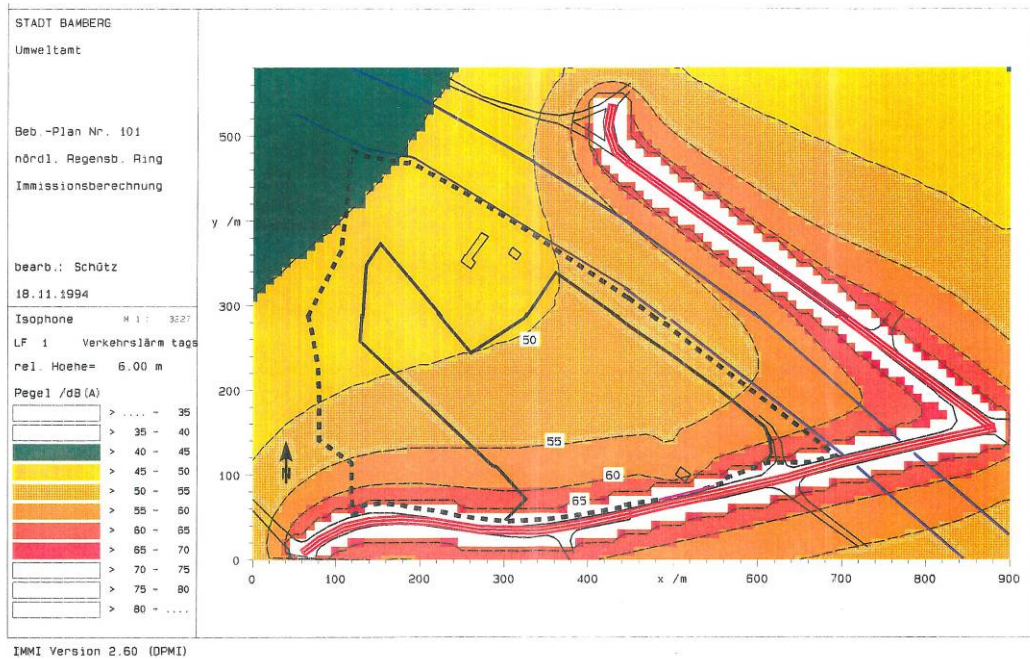 STADT BAMBERG
Umweltamt
Beb.-Plan Nr. 101
nördl. Regensb. Ring
Immissionsberechnung
bearb.: Schütz
18.11.1994
Isophone M 1 : 3227
LF 1 Verkehrslärm tags
rel. Hoehe= 6.00 m
Pegel /dB(A)
> .... - 35
> 35 - 40
> 40 - 45
> 45 - 50
> 50 - 55
> 55 - 60
> 60 - 65
> 65 - 70
> 70 - 75
> 75 - 80
> 80 - ....
500
y /m
300
200
100
0
50
55
60
65
0 100 200 300 400 x /m 600 700 800 900
IMMI Version 2.60 (DPMI)